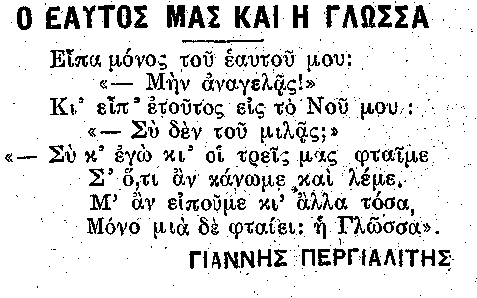 Ο ΕΑΥΤΟΣ ΜΑΣ ΚΑΙ Η ΓΛΩΣΣΑ
Εἶπα μόνος τοῦ ἑαυτοῦ μου:
«— Μὴν ἀναγελᾷς!»
Κι' εἶπ' ἐτοῦτος εἰς τὸ Νοῦ μου :
«— Σὺ δὲν τοῦ μιλᾷς;»
«— Σὺ κ' ἐγὼ κι' οἱ τρεῖς μας φταῖμε
Σ' ὅ,τι ἂν κάνωμε καὶ λέμε.
Μ' ἂν εἰποῦμε κι' ἄλλα τόσα,
Μόνο μιὰ δὲ φταίει: ἡ Γλῶσσα».
ΓΙΑΝΝΗΣ ΠΕΡΓΙΑΛΙΤΗΣ